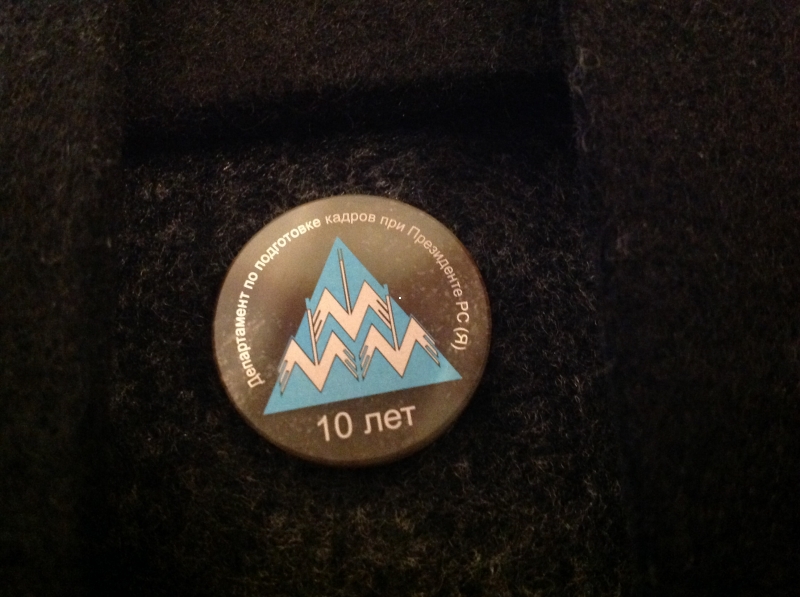 Департамент по подготовке кадров при Президенте РС (Я)
10 лет